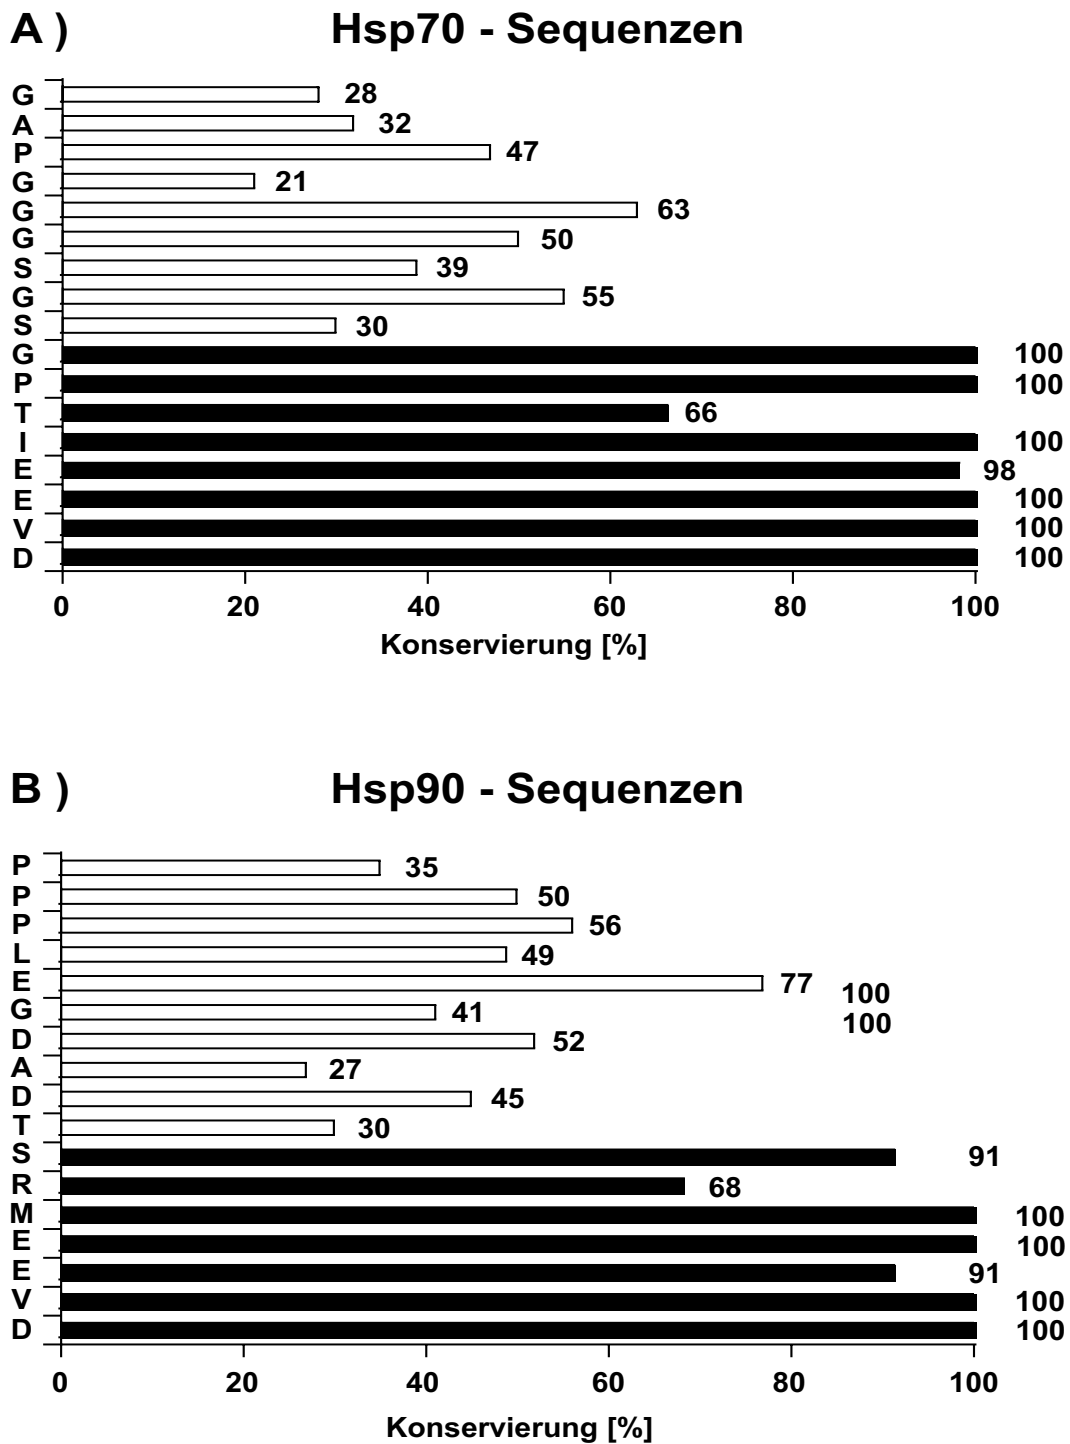 A ) Hsp70 - Sequenzen
G 28
A 32
P 47
G 21
G 63
G 50
S 39
G 55
S 30
G 100
P 100
T 66
I 100
E 98
E 100
V 100
D 100
0 20 40 60 80 100
Konservierung [%]
B ) Hsp90 - Sequenzen
P 35
P 50
P 56
L 49
E 77 100
G 41 100
D 52
A 27
D 45
T 30
S 91
R 68
M 100
E 100
E 91
V 100
D 100
0 20 40 60 80 100
Konservierung [%]